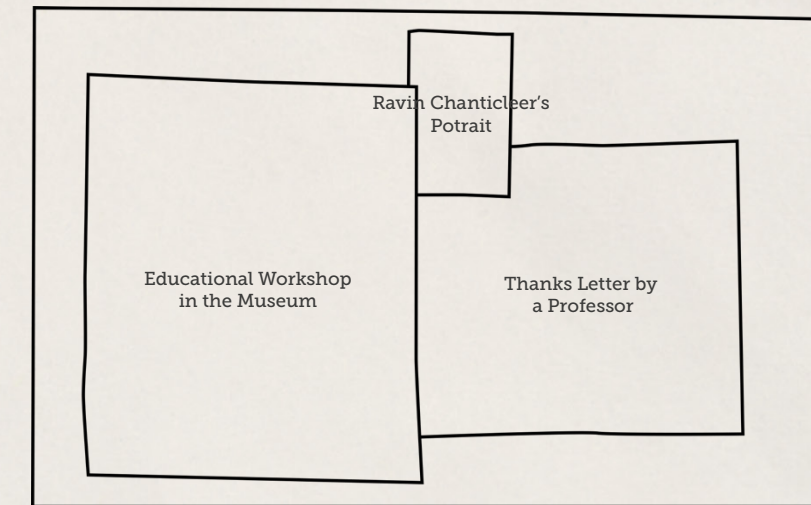 Ravin Chanticleer's
Potrait
Educational Workshop
in the Museum
Thanks Letter by
a Professor